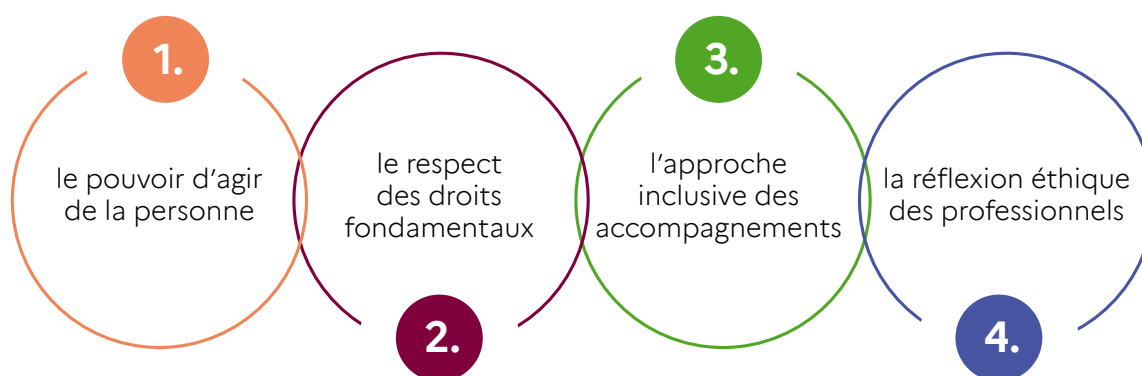 1.
le pouvoir d'agir
de la personne
le respect
des droits
fondamentaux
2.
3.
l'approche
inclusive des
accompagnements
la réflexion éthique
des professionnels
4.